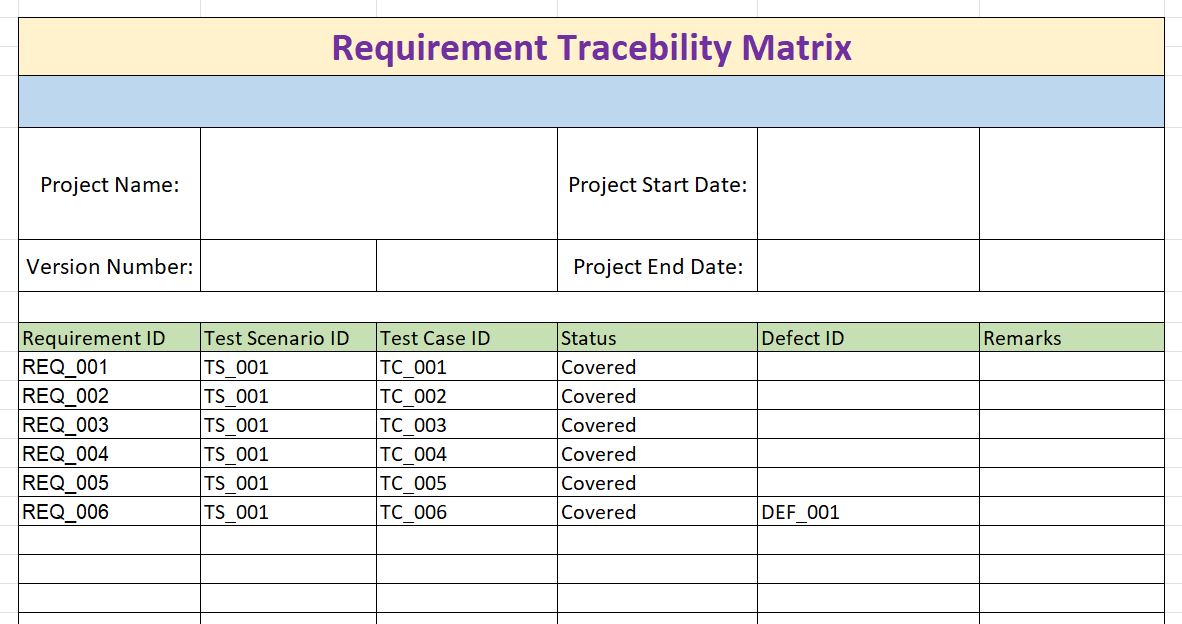 Requirement Tracebility Matrix
Project Name: Project Start Date:
Version Number: Project End Date:
Requirement ID Test Scenario ID Test Case ID Status Defect ID Remarks
REQ_001 TS_001 TC_001 Covered
REQ_002 TS_001 TC_002 Covered
REQ_003 TS_001 TC_003 Covered
REQ_004 TS_001 TC_004 Covered
REQ_005 TS_001 TC_005 Covered
REQ_006 TS_001 TC_006 Covered DEF_001